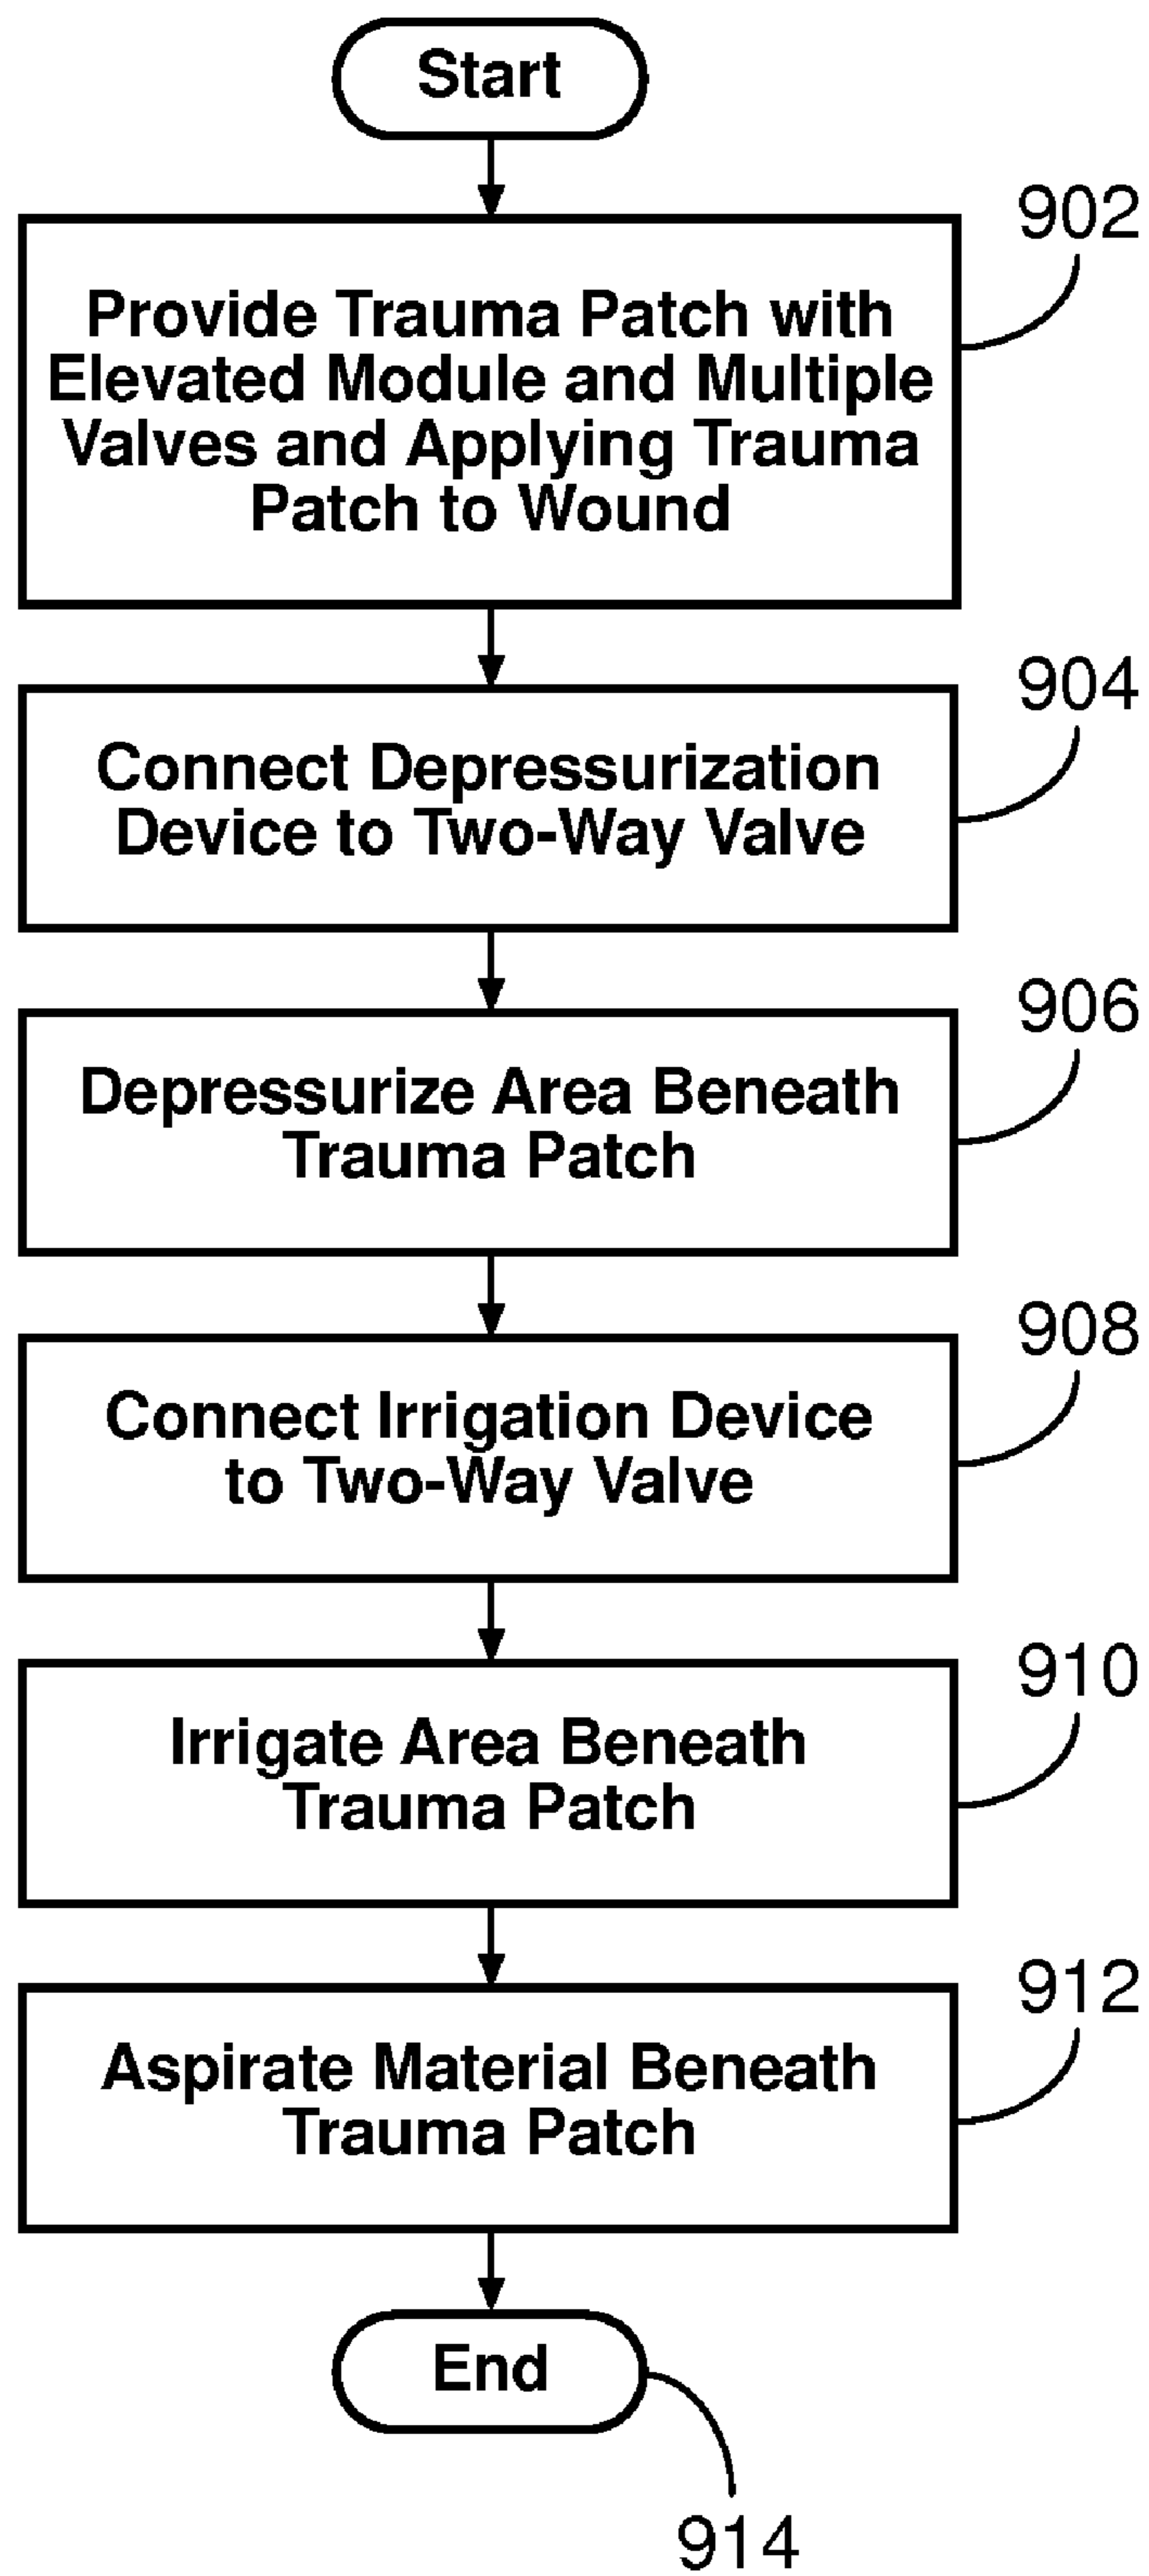 Start
902
Provide Trauma Patch with
Elevated Module and Multiple
Valves and Applying Trauma
Patch to Wound
904
Connect Depressurization
Device to Two-Way Valve
906
Depressurize Area Beneath
Trauma Patch
908
Connect Irrigation Device
to Two-Way Valve
910
Irrigate Area Beneath
Trauma Patch
912
Aspirate Material Beneath
Trauma Patch
End
914